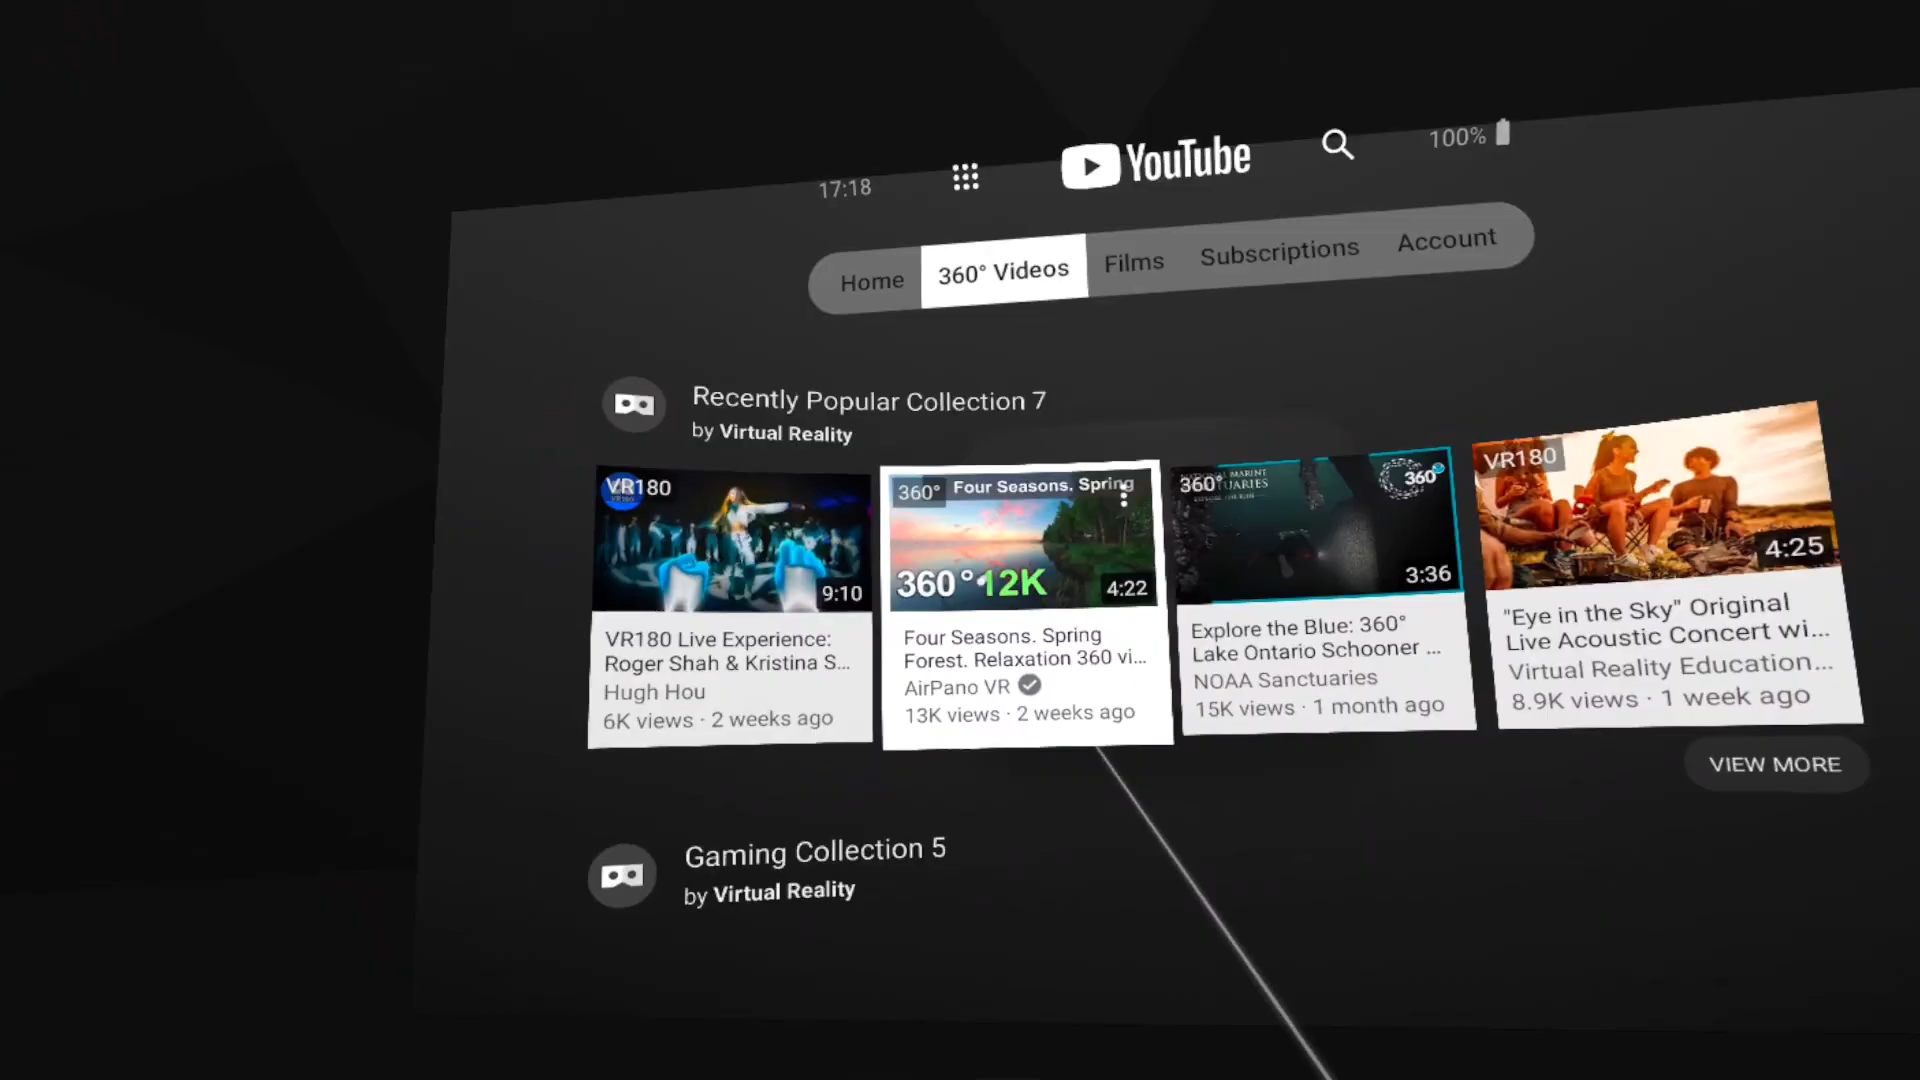 17:18
YouTube
100%
Home
360° Videos
Films
Subscriptions
Account
Recently Popular Collection 7
by Virtual Reality
VR180
9:10
VR180 Live Experience:
Roger Shah & Kristina S...
Hugh Hou
6K views · 2 weeks ago
360°
Four Seasons. Spring
360° 12K
4:22
Four Seasons. Spring
Forest. Relaxation 360 vi...
AirPano VR
13K views · 2 weeks ago
360°
MARINE
360°
3:36
Explore the Blue: 360°
Lake Ontario Schooner ...
NOAA Sanctuaries
15K views · 1 month ago
VR180
4:25
"Eye in the Sky" Original
Live Acoustic Concert wi...
Virtual Reality Education...
8.9K views · 1 week ago
VIEW MORE
Gaming Collection 5
by Virtual Reality